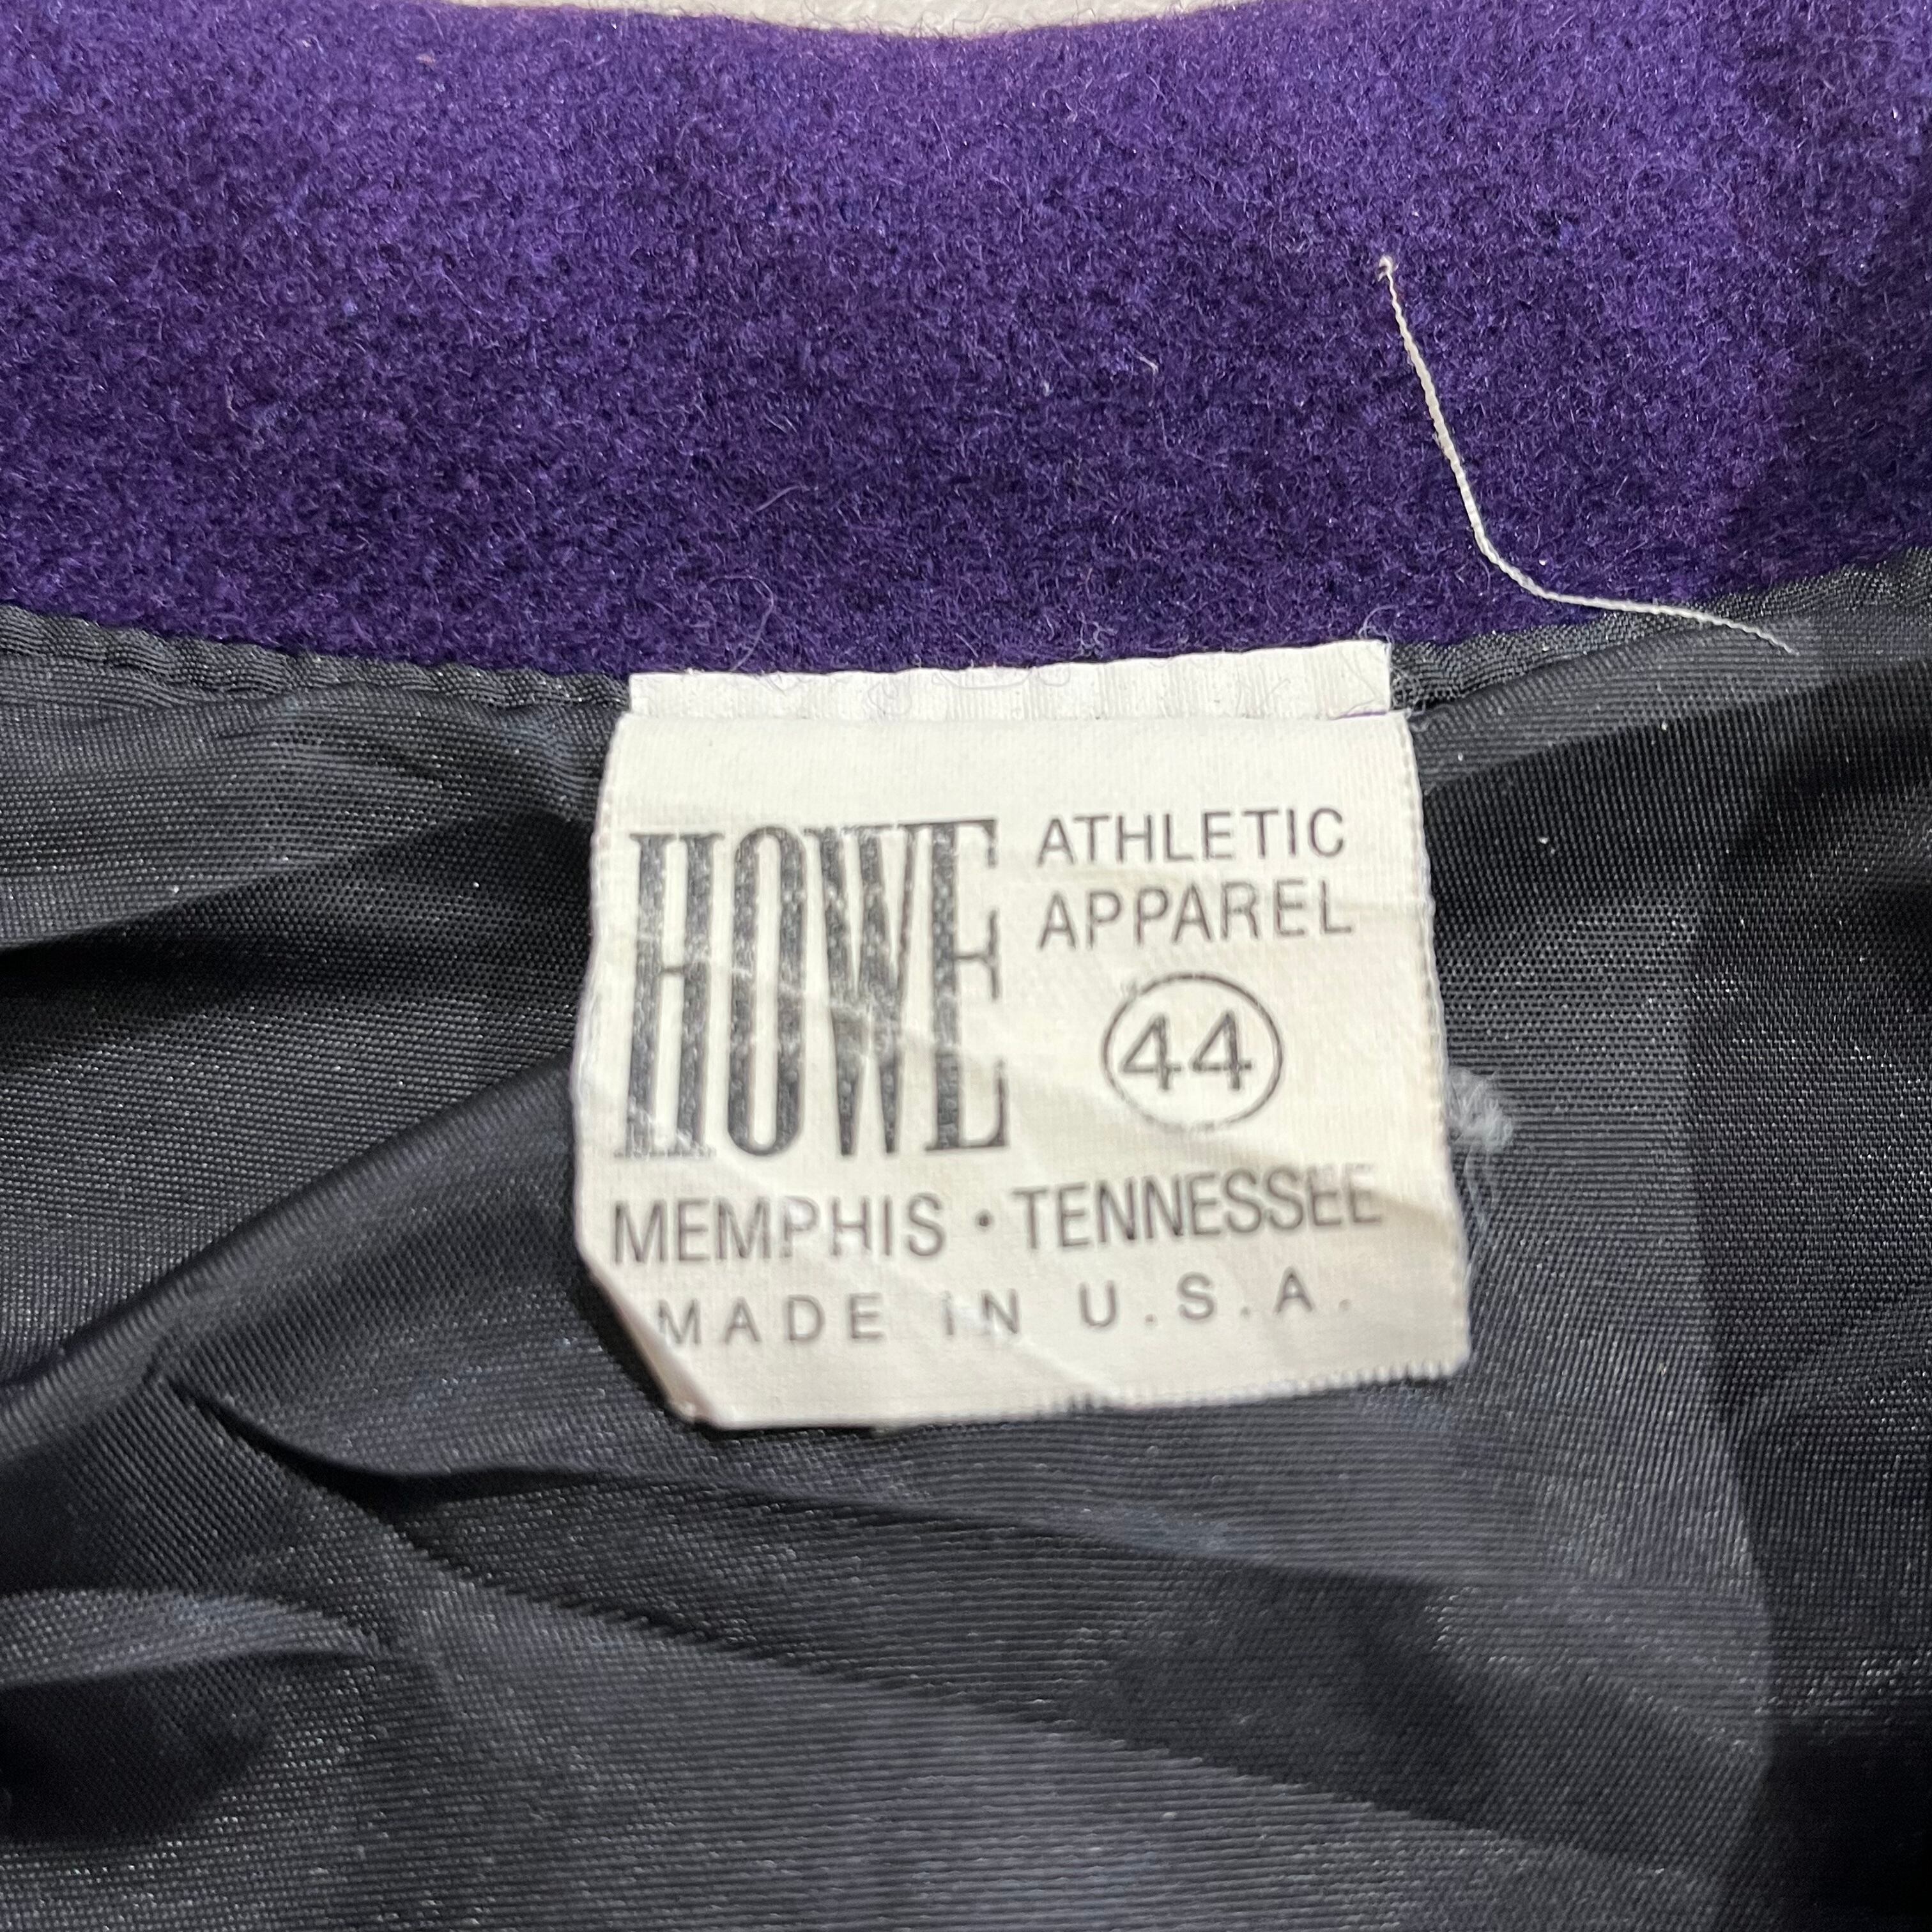 HOWE ATHLETIC
APPAREL
44
MEMPHIS · TENNESSEE
MADE IN U.S.A.